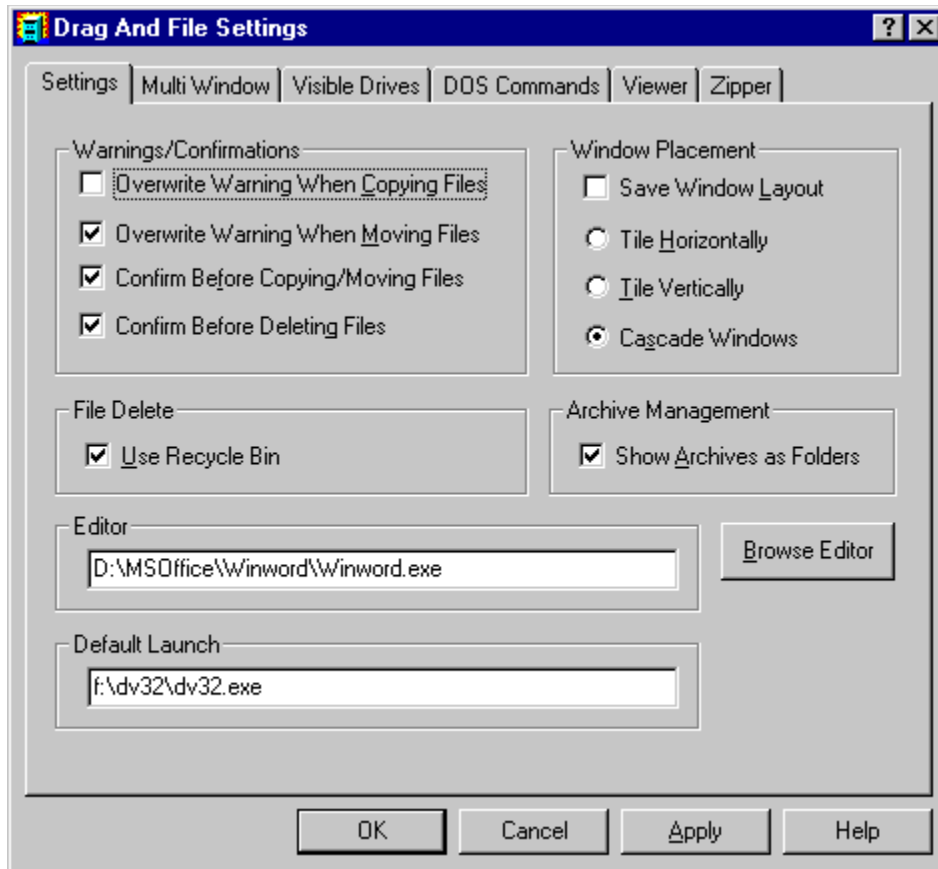 Drag And File Settings
Settings Multi Window Visible Drives DOS Commands Viewer Zipper
Warnings/Confirmations
Overwrite Warning When Copying Files
Overwrite Warning When Moving Files
Confirm Before Copying/Moving Files
Confirm Before Deleting Files
Window Placement
Save Window Layout
Tile Horizontally
Tile Vertically
Cascade Windows
File Delete
Use Recycle Bin
Archive Management
Show Archives as Folders
Editor
D:\MSOffice\Winword\Winword.exe
Browse Editor
Default Launch
f:\dv32\dv32.exe
OK Cancel Apply Help